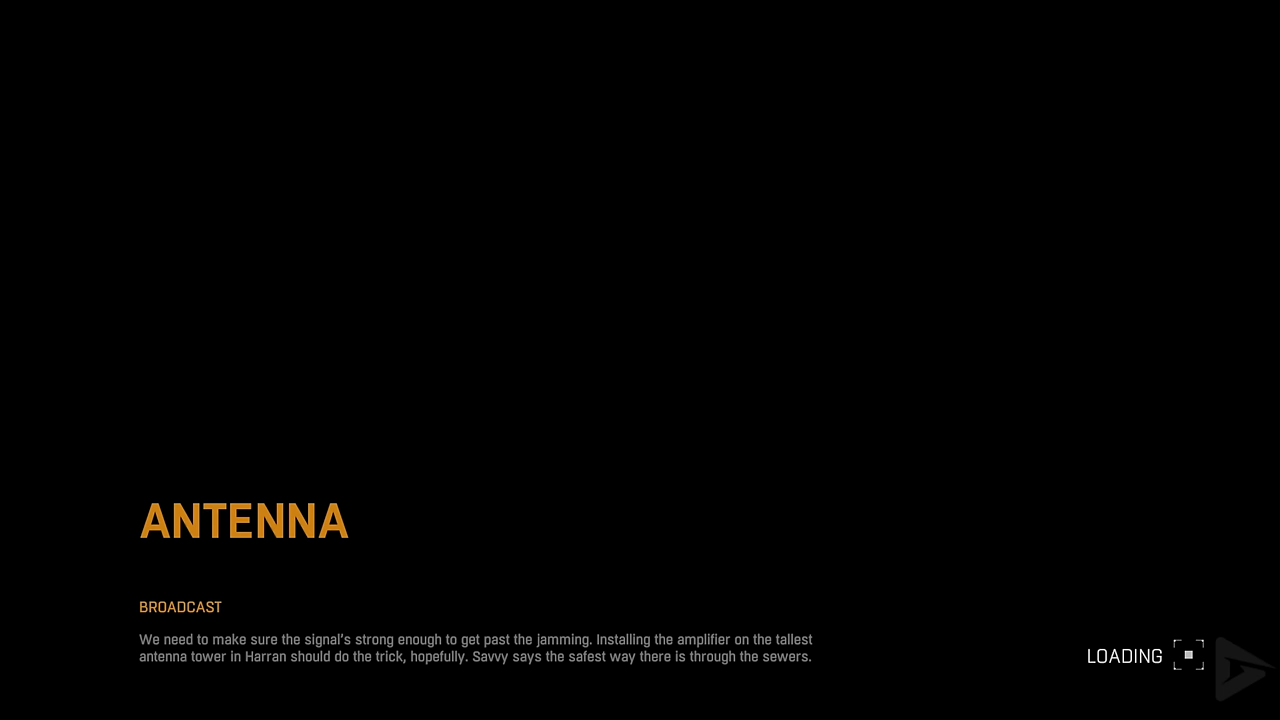 ANTENNA
BROADCAST
We need to make sure the signal's strong enough to get past the jamming. Installing the amplifier on the tallest
antenna tower in Harran should do the trick, hopefully. Savvy says the safest way there is through the sewers.
LOADING